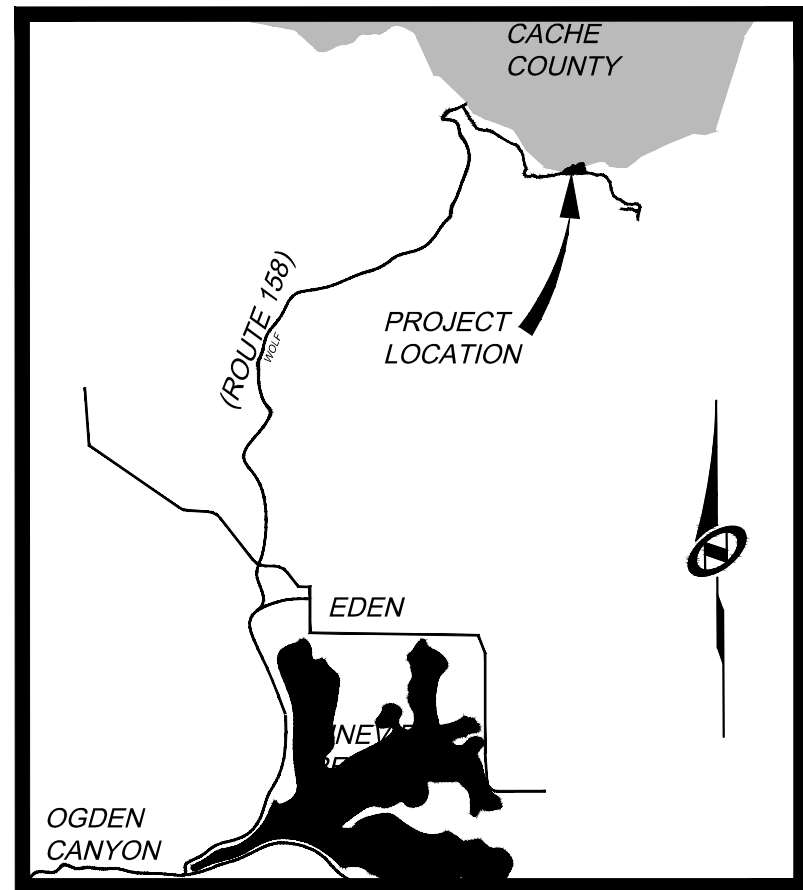 CACHE
COUNTY
(ROUTE 158)
WOLF
PROJECT
LOCATION
N
EDEN
OGDEN
CANYON